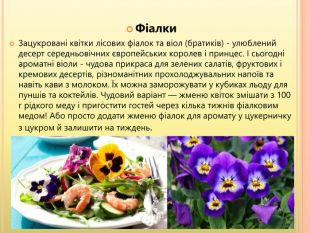 Фіалки
Зацукровані квітки лісових фіалок та віол (братиків) - улюблений
десерт середньовічних європейських королев і принцес. І сьогодні
ароматні віоли - чудова прикраса для зелених салатів, фруктових і
кремових десертів, різноманітних прохолоджувальних напоїв та
навіть кави з молоком. Їх можна заморожувати у кубиках льоду для
пуншів та коктейлів. Чудовий варіант — жменю квіток змішати з 100
г рідкого меду і пригостити гостей через кілька тижнів фіалковим
медом! Або просто додати жменю фіалок для аромату у цукерничку
з цукром й залишити на тиждень.